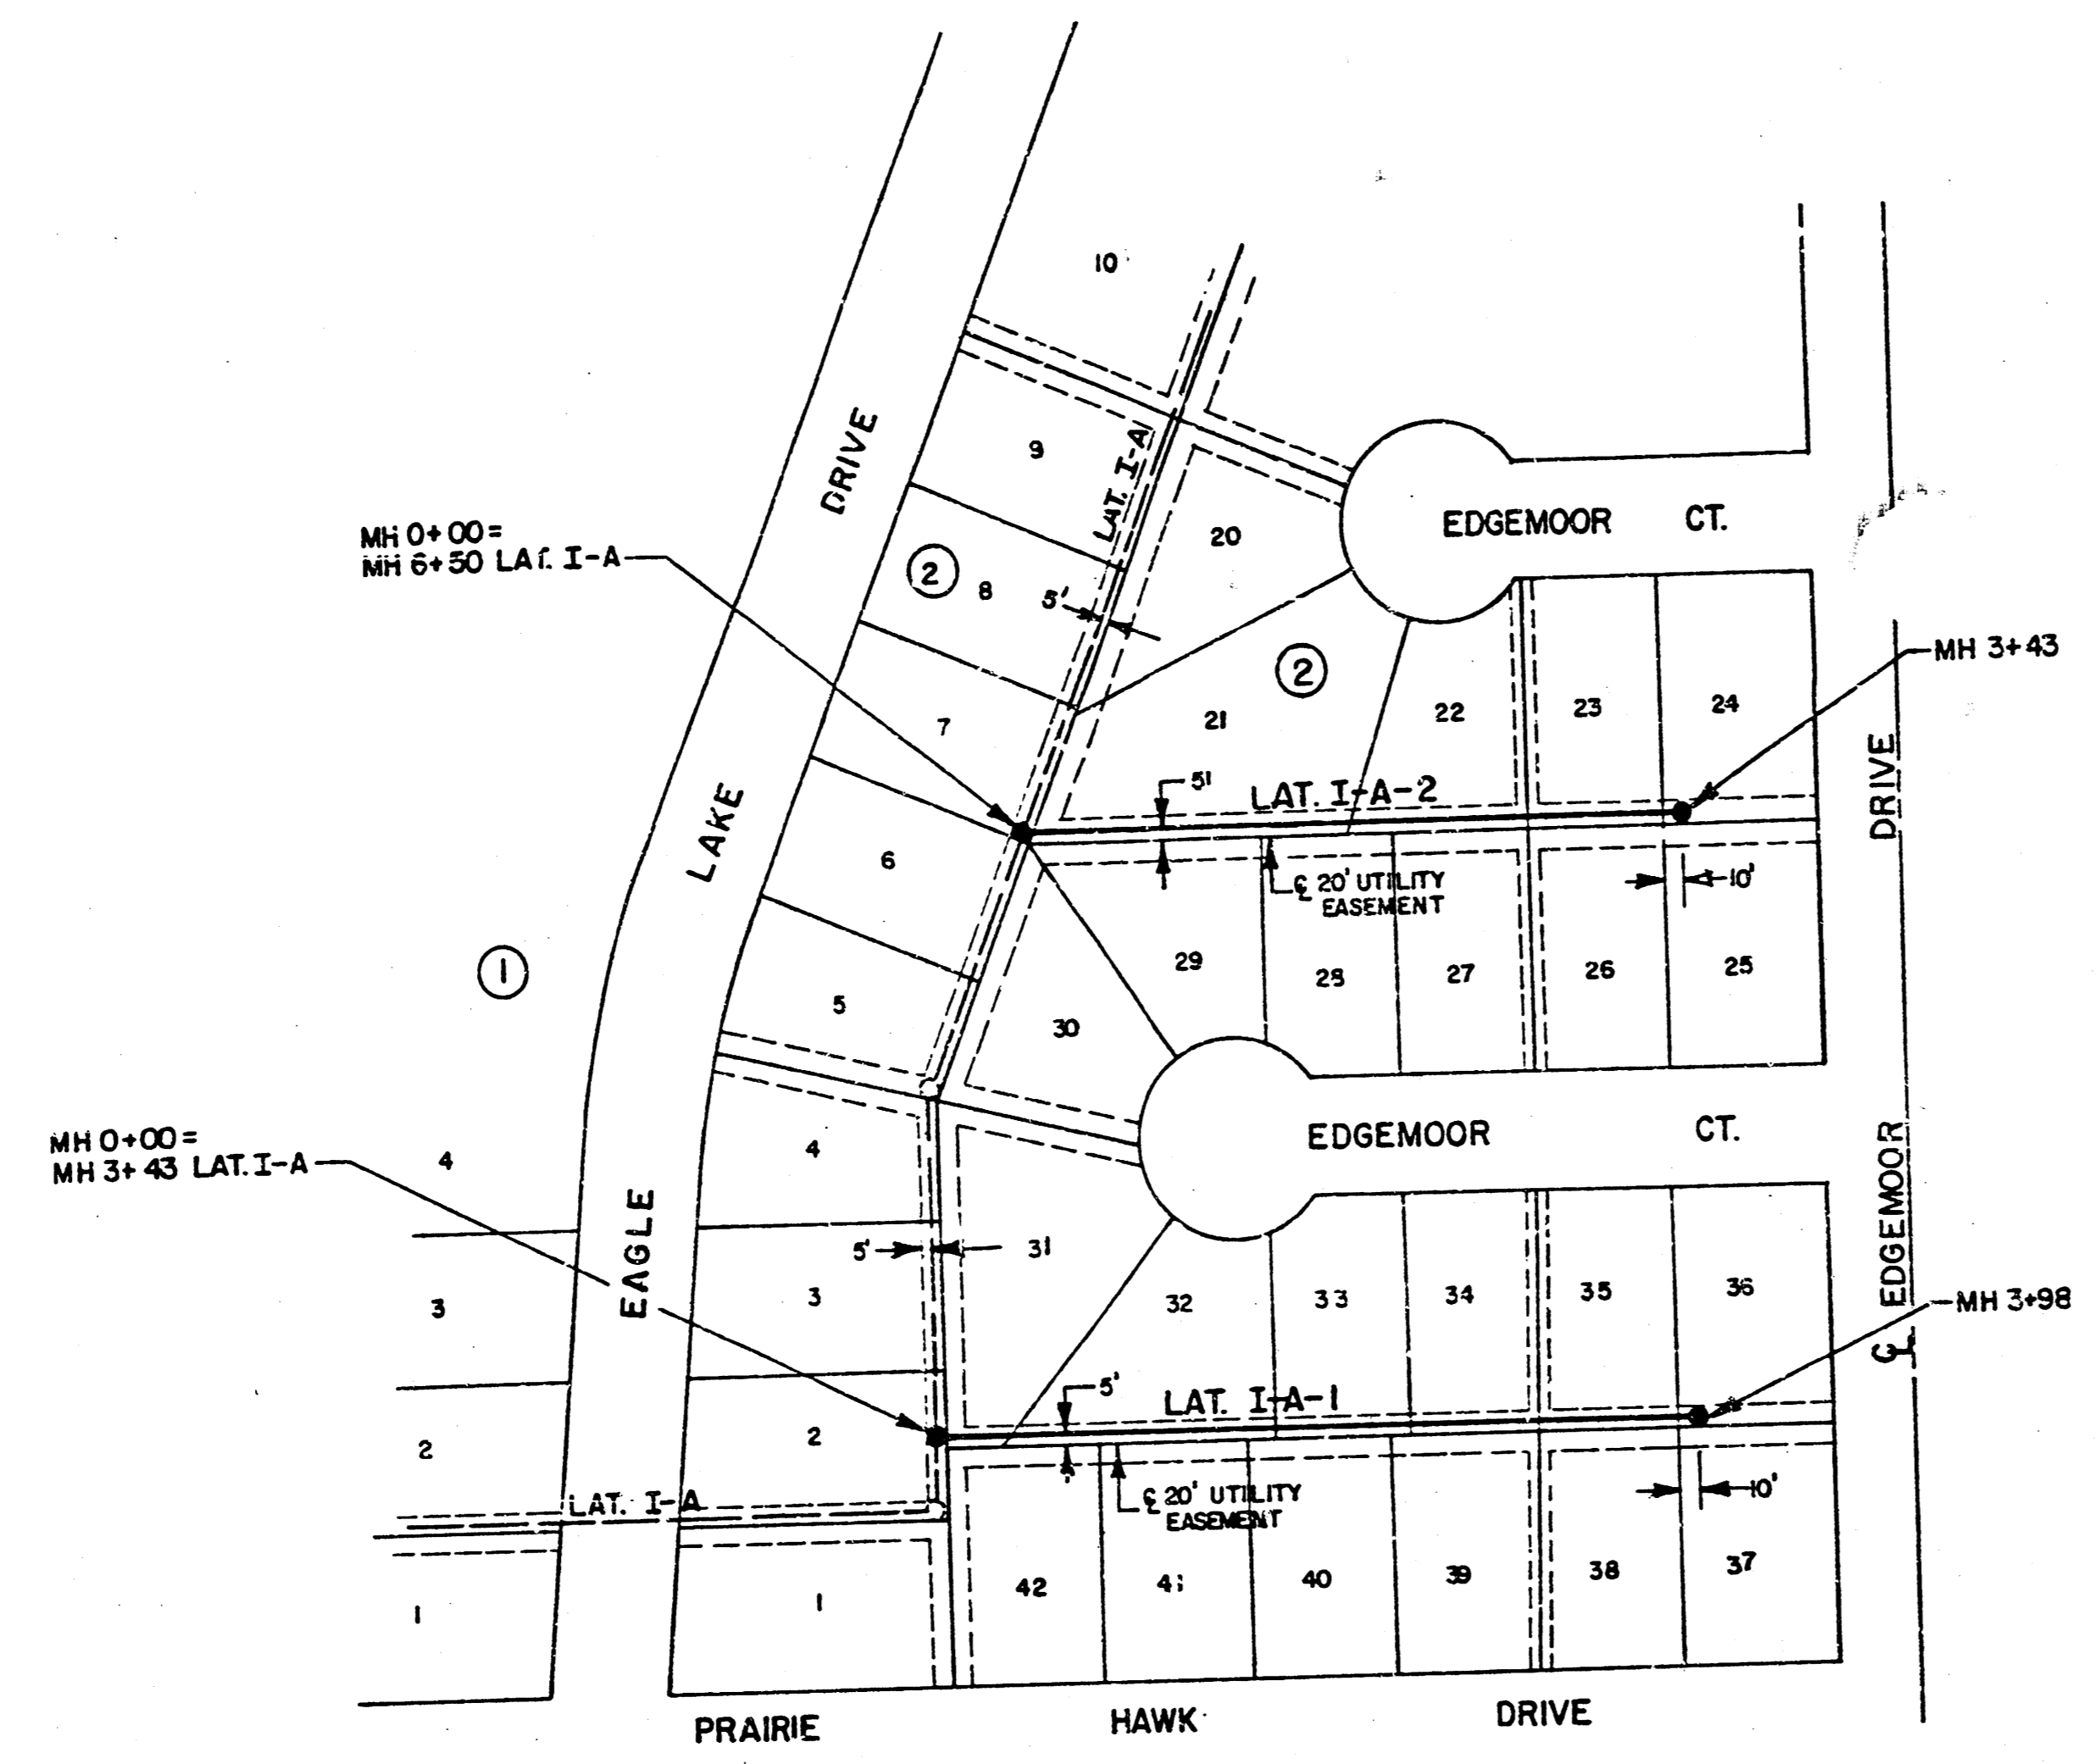 10
DRIVE
9
LAT. I-A
EDGEMOOR CT.
20
MH 0+00=
MH 6+50 LAT. I-A
2
8
5'
2
MH 3+43
7
21
22
23
24
5'
LAT. I-A-2
DRIVE
LAKE
6
℄ 20' UTILITY
EASEMENT
10'
1
5
29
28
27
26
25
30
MH 0+00=
MH 3+43 LAT. I-A
4
4
EDGEMOOR CT.
℄ EDGEMOOR
EAGLE
5'
31
3
3
32
33
34
35
36
MH 3+98
5'
LAT. I-A-1
2
2
LAT. I-A
℄ 20' UTILITY
EASEMENT
10'
1
1
42
41
40
39
38
37
PRAIRIE HAWK DRIVE